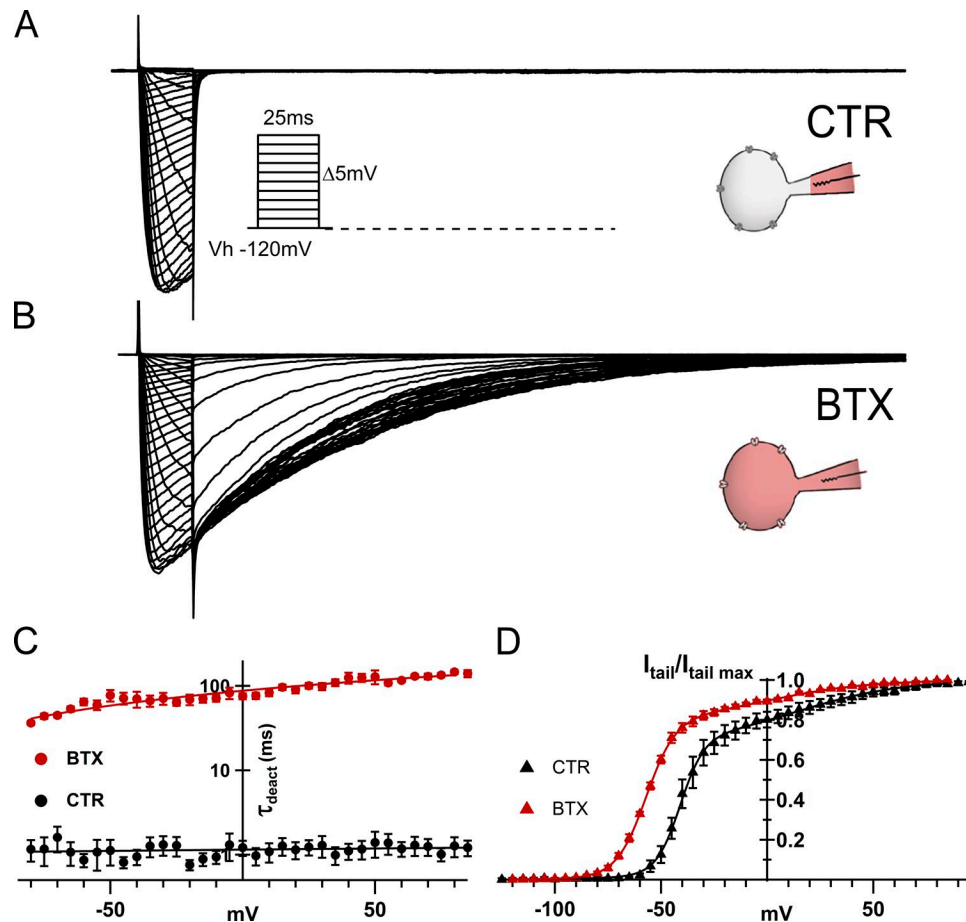 A
25ms
Δ5mV
Vh -120mV
CTR
B
BTX
C
100
10
τdeact (ms)
BTX
CTR
-50
mV
50
D
Itail/Itail max
1.0
0.8
0.6
0.4
0.2
CTR
BTX
-100
-50
mV
50